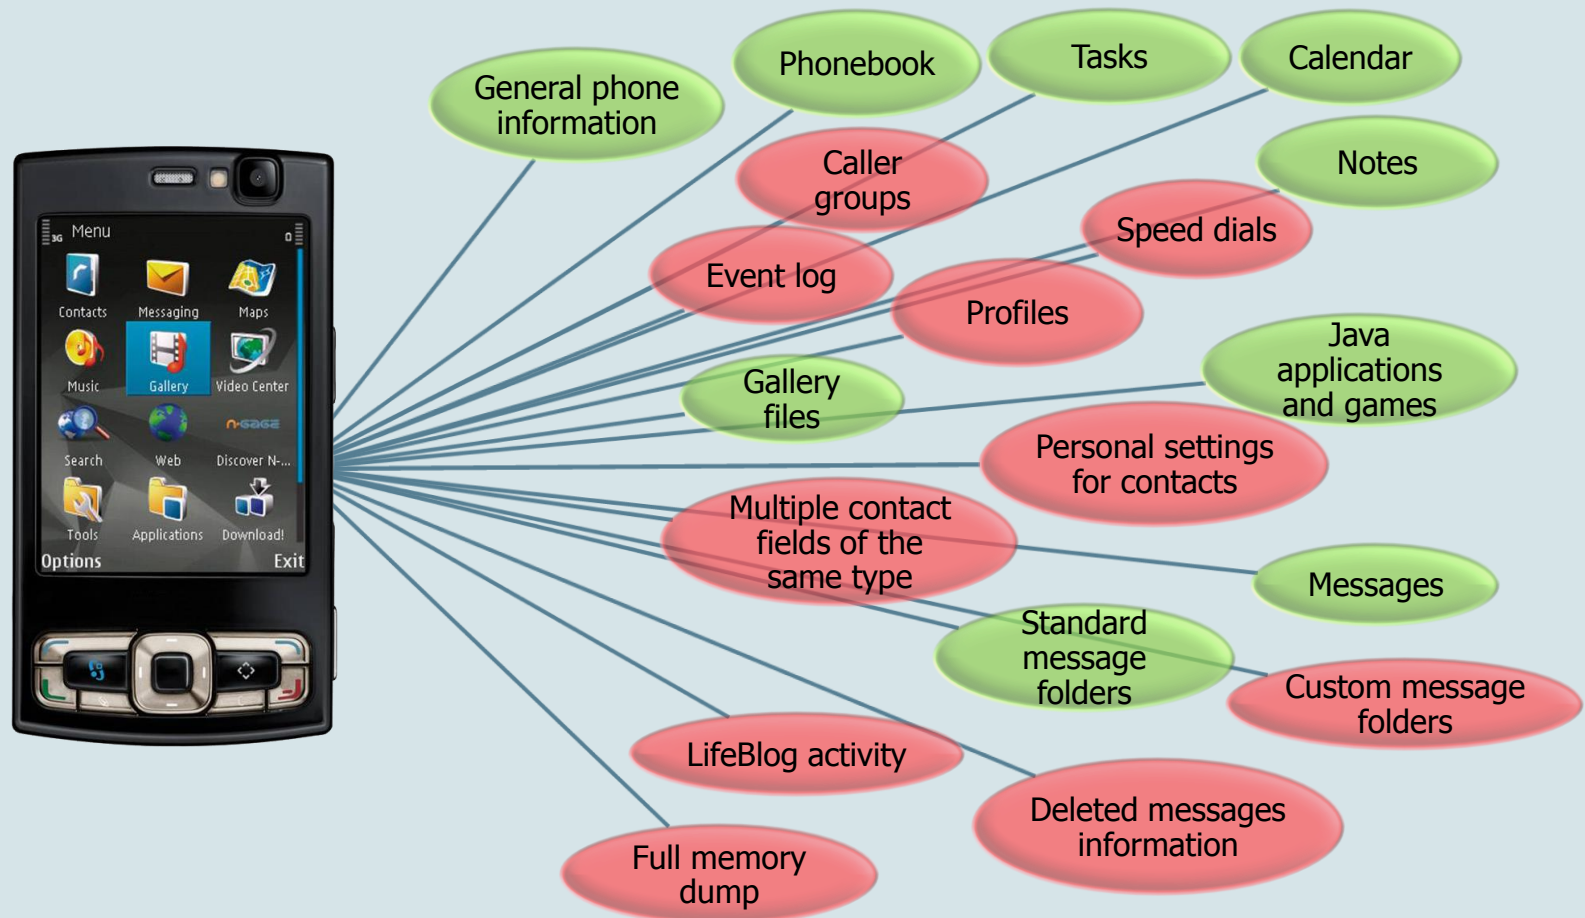 General phone
information
Phonebook
Tasks
Calendar
Caller
groups
Notes
Speed dials
Event log
Profiles
Gallery
files
Java
applications
and games
Personal settings
for contacts
Multiple contact
fields of the
same type
Messages
Standard
message
folders
Custom message
folders
LifeBlog activity
Deleted messages
information
Full memory
dump
3G Menu
Contacts Messaging Maps
Music Gallery Video Center
n·gage
Search Web Discover N-...
Tools Applications Download!
Options Exit